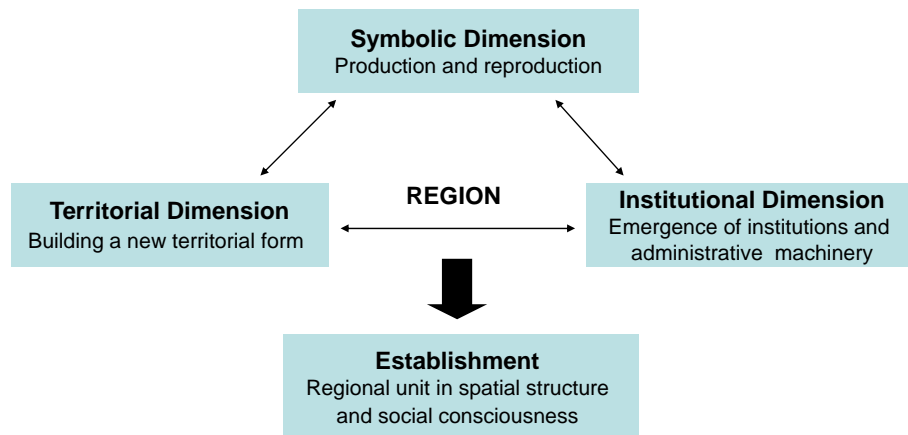 Symbolic Dimension
Production and reproduction
REGION
Territorial Dimension
Building a new territorial form
Institutional Dimension
Emergence of institutions and
administrative machinery
Establishment
Regional unit in spatial structure
and social consciousness